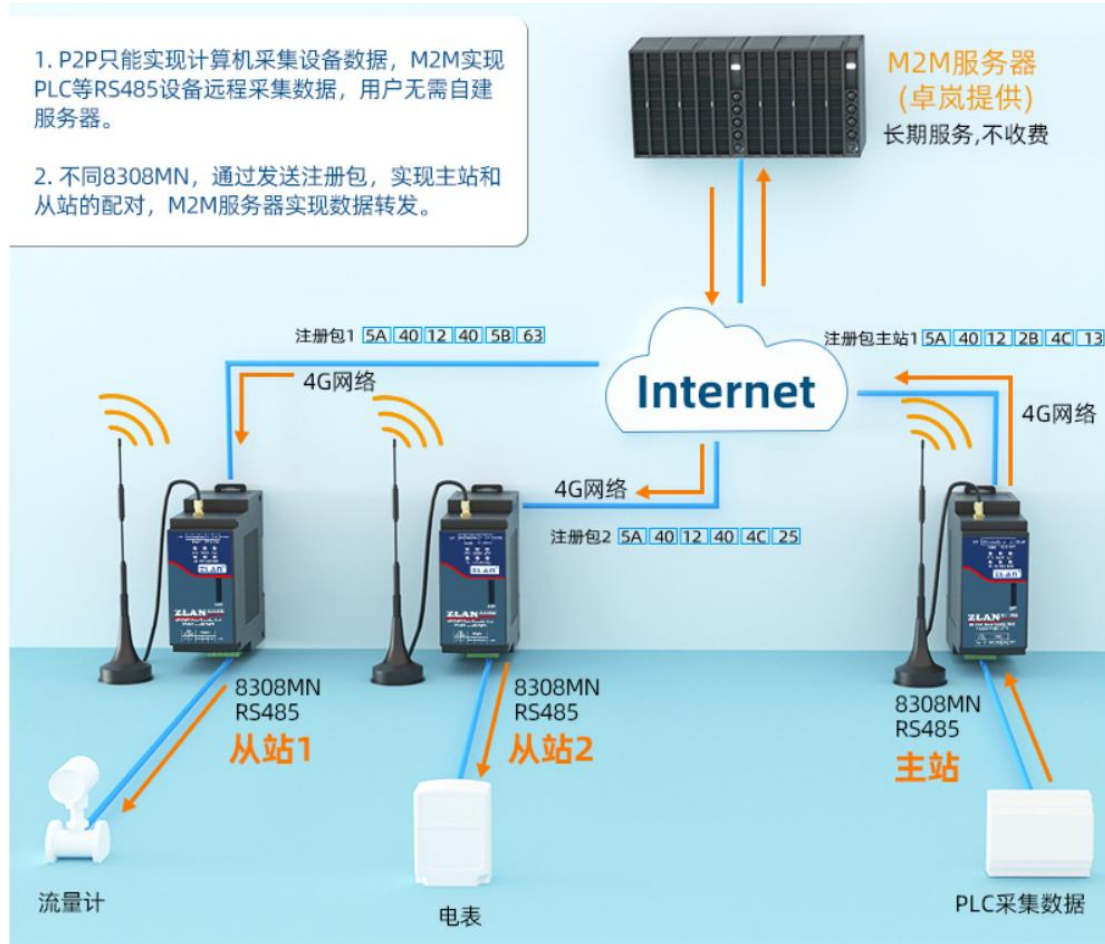 1. P2P只能实现计算机采集设备数据，M2M实现
PLC等RS485设备远程采集数据，用户无需自建
服务器。
2. 不同8308MN，通过发送注册包，实现主站和
从站的配对，M2M服务器实现数据转发。
M2M服务器
(卓岚提供)
长期服务,不收费
注册包1 5A 40 12 40 5B 63
4G网络
Internet
注册包主站1 5A 40 12 2B 4C 13
4G网络
4G网络
注册包2 5A 40 12 40 4C 25
ZLAN
ZLAN
ZLAN
ZLAN
ZLAN
ZLAN
8308MN
RS485
从站1
8308MN
RS485
从站2
8308MN
RS485
主站
流量计
电表
PLC采集数据